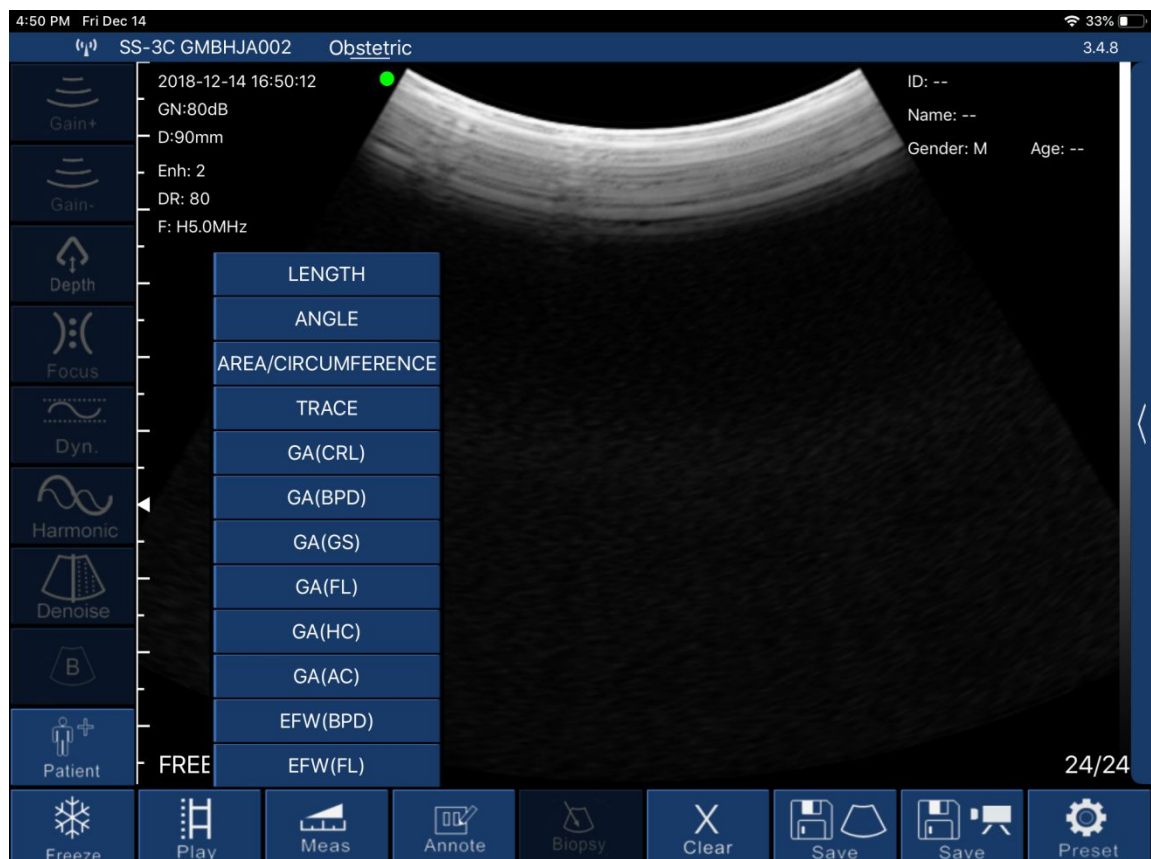 4:50 PM Fri Dec 14 33%
SS-3C GMBHJA002 Obstetric 3.4.8
2018-12-14 16:50:12
GN:80dB
D:90mm
Enh: 2
DR: 80
F: H5.0MHz
ID: --
Name: --
Gender: M Age: --
Gain+
Gain-
Depth
Focus
Dyn.
Harmonic
Denoise
B
Patient
LENGTH
ANGLE
AREA/CIRCUMFERENCE
TRACE
GA(CRL)
GA(BPD)
GA(GS)
GA(FL)
GA(HC)
GA(AC)
EFW(BPD)
EFW(FL)
FREE
24/24
Freeze
Play
Meas
Annote
Biopsy
Clear
Save
Save
Preset